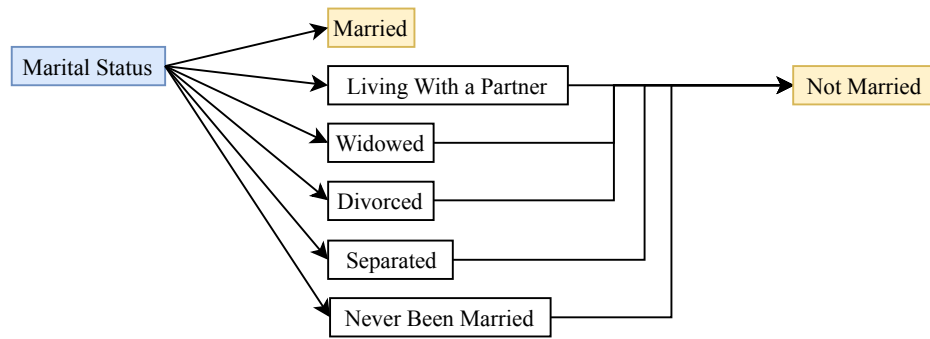 Married
Marital Status
Living With a Partner
Not Married
Widowed
Divorced
Separated
Never Been Married